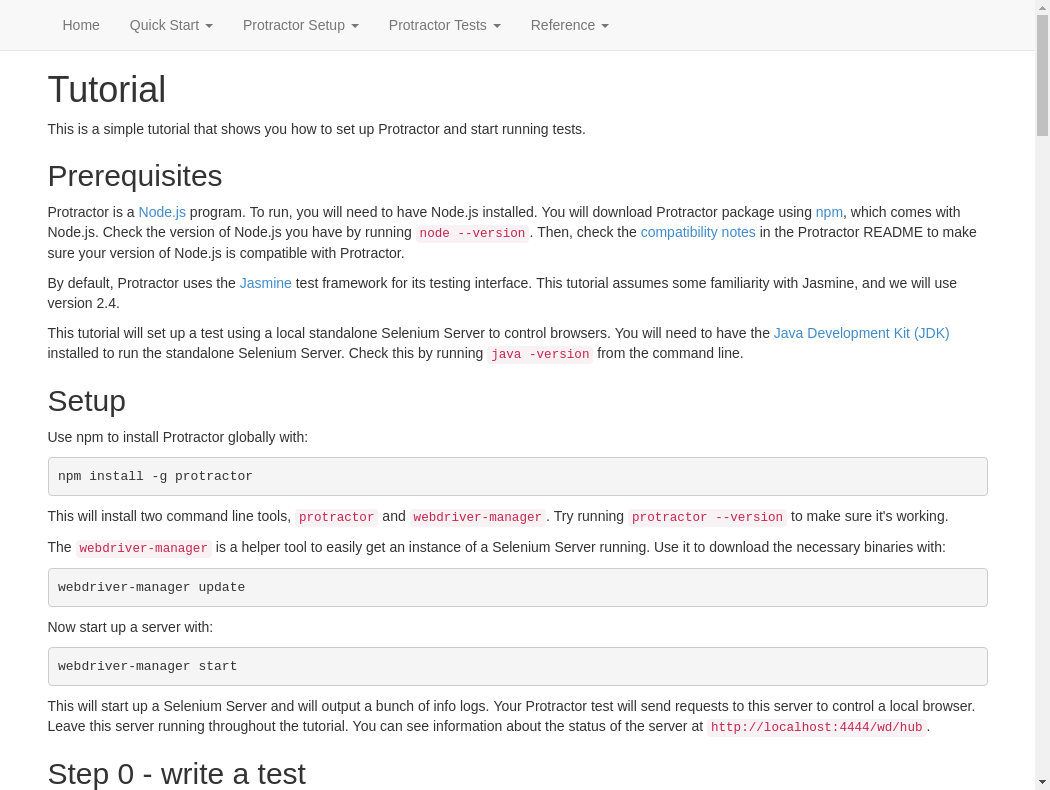 Home Quick Start Protractor Setup Protractor Tests Reference
Tutorial
This is a simple tutorial that shows you how to set up Protractor and start running tests.
Prerequisites
Protractor is a Node.js program. To run, you will need to have Node.js installed. You will download Protractor package using npm, which comes with
Node.js. Check the version of Node.js you have by running node --version. Then, check the compatibility notes in the Protractor README to make
sure your version of Node.js is compatible with Protractor.
By default, Protractor uses the Jasmine test framework for its testing interface. This tutorial assumes some familiarity with Jasmine, and we will use
version 2.4.
This tutorial will set up a test using a local standalone Selenium Server to control browsers. You will need to have the Java Development Kit (JDK)
installed to run the standalone Selenium Server. Check this by running java -version from the command line.
Setup
Use npm to install Protractor globally with:
npm install -g protractor
This will install two command line tools, protractor and webdriver-manager. Try running protractor --version to make sure it's working.
The webdriver-manager is a helper tool to easily get an instance of a Selenium Server running. Use it to download the necessary binaries with:
webdriver-manager update
Now start up a server with:
webdriver-manager start
This will start up a Selenium Server and will output a bunch of info logs. Your Protractor test will send requests to this server to control a local browser.
Leave this server running throughout the tutorial. You can see information about the status of the server at http://localhost:4444/wd/hub.
Step 0 - write a test